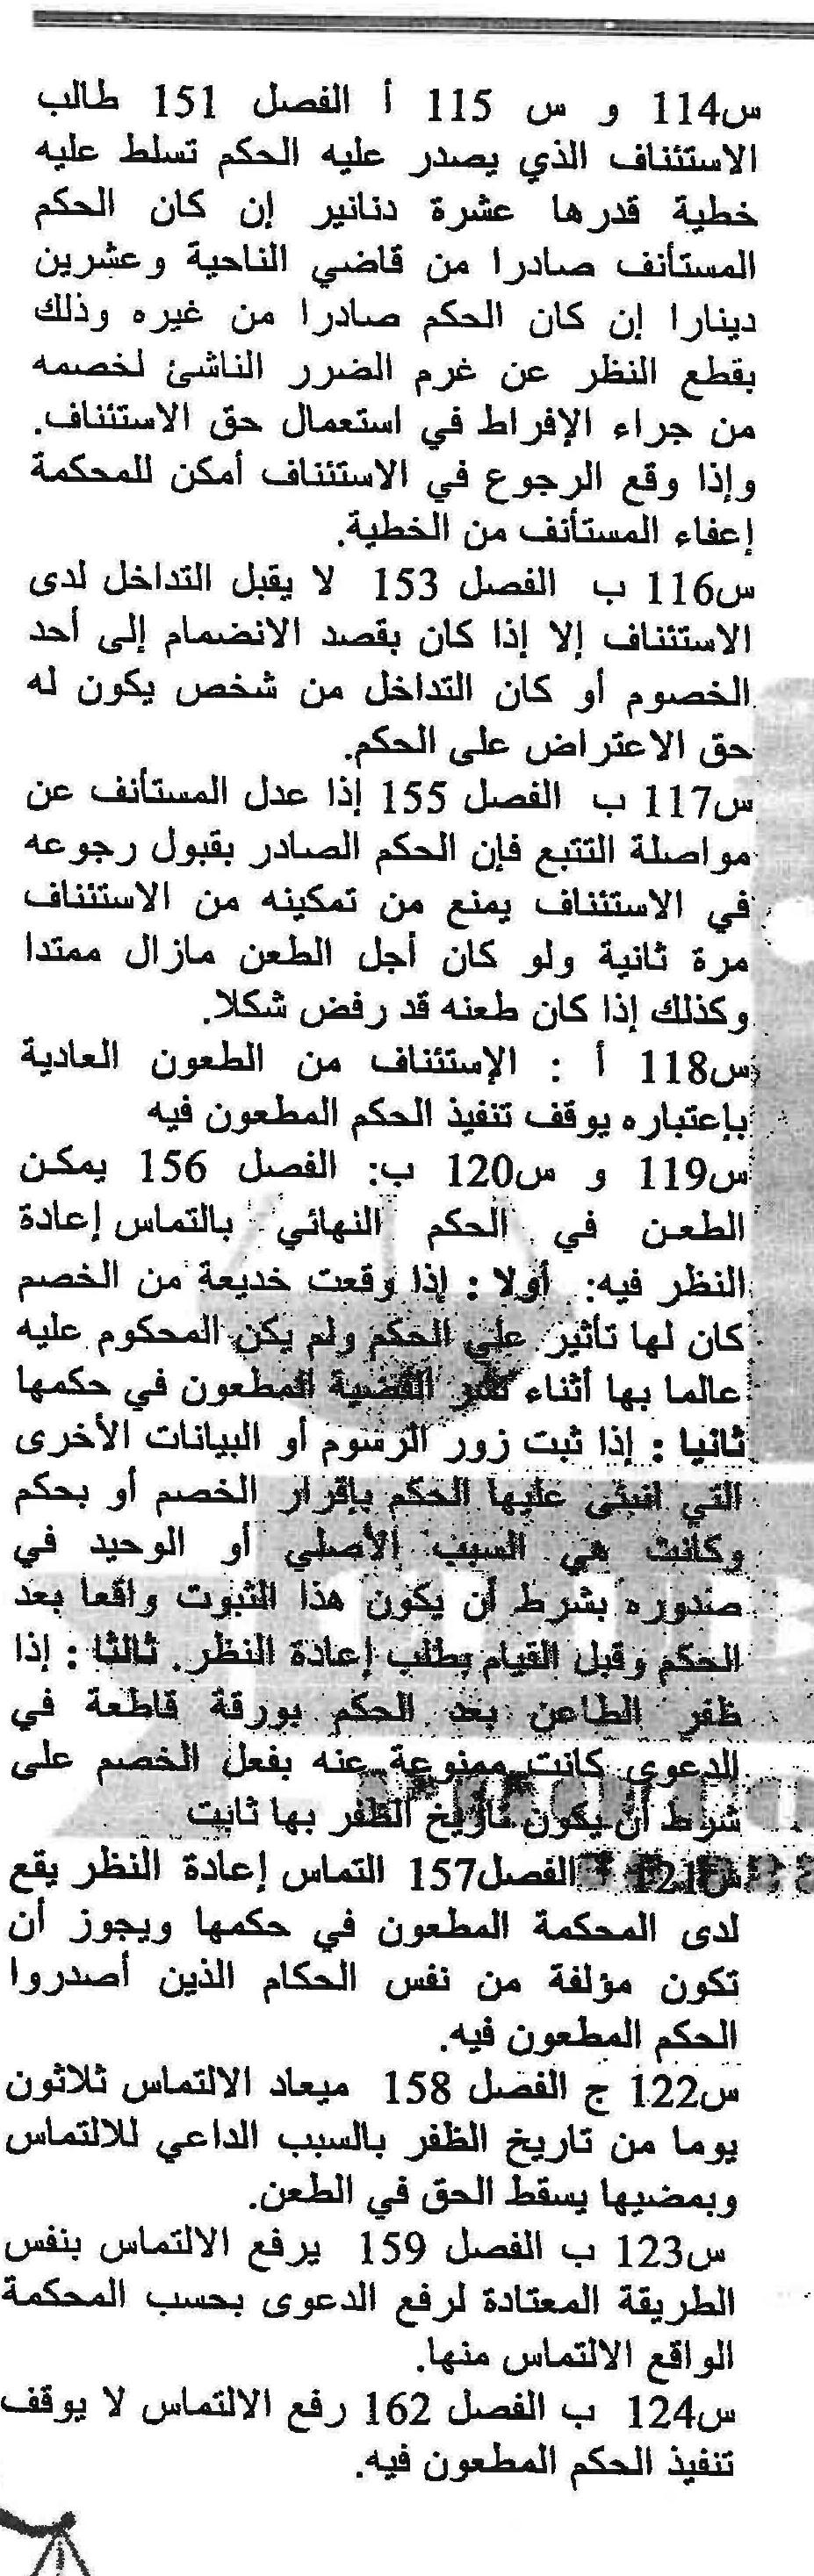 س114 و س 115 أ الفصل 151 طالب
الاستئناف الذي يصدر عليه الحكم تسلط عليه
خطية قدرها عشرة دنانير إن كان الحكم
المستأنف صادرا من قاضي الناحية وعشرين
دينارا إن كان الحكم صادرا من غيره وذلك
بقطع النظر عن غرم الضرر الناشئ لخصمه
من جراء الإفراط في استعمال حق الاستئناف.
وإذا وقع الرجوع في الاستئناف أمكن للمحكمة
إعفاء المستأنف من الخطية.
س116 ب الفصل 153 لا يقبل التداخل لدى
الاستئناف إلا إذا كان بقصد الانضمام إلى أحد
الخصوم أو كان التداخل من شخص يكون له
حق الاعتراض على الحكم.
س117 ب الفصل 155 إذا عدل المستأنف عن
مواصلة التتبع فإن الحكم الصادر بقبول رجوعه
في الاستئناف يمنع من تمكينه من الاستئناف
مرة ثانية ولو كان أجل الطعن مازال ممتدا
وكذلك إذا كان طعنه قد رفض شكلا.
س118 أ : الإستئناف من الطعون العادية
بإعتباره يوقف تنفيذ الحكم المطعون فيه
س119 و س120 ب: الفصل 156 يمكن
الطعن في الحكم النهائي بالتماس إعادة
النظر فيه: أولا : إذا وقعت خديعة من الخصم
كان لها تأثير على الحكم ولم يكن المحكوم عليه
عالما بها أثناء نشر القضية المطعون في حكمها
ثانيا : إذا ثبت زور الرسوم أو البيانات الأخرى
التي انبنى عليها الحكم بإقرار الخصم أو بحكم
وكانت هي السبب الأصلي أو الوحيد في
صدوره بشرط أن يكون هذا الثبوت واقعا بعد
الحكم وقبل القيام بطلب إعادة النظر. ثالثا : إذا
ظفر الطاعن بعد الحكم بورقة قاطعة في
الدعوى كانت ممنوعة عنه بفعل الخصم على
شرط أن يكون تاريخ الظفر بها ثابت
س121 الفصل157 التماس إعادة النظر يقع
لدى المحكمة المطعون في حكمها ويجوز أن
تكون مؤلفة من نفس الحكام الذين أصدروا
الحكم المطعون فيه.
س122 ج الفصل 158 ميعاد الالتماس ثلاثون
يوما من تاريخ الظفر بالسبب الداعي للالتماس
وبمضيها يسقط الحق في الطعن.
س123 ب الفصل 159 يرفع الالتماس بنفس
الطريقة المعتادة لرفع الدعوى بحسب المحكمة
الواقع الالتماس منها.
س124 ب الفصل 162 رفع الالتماس لا يوقف
تنفيذ الحكم المطعون فيه.